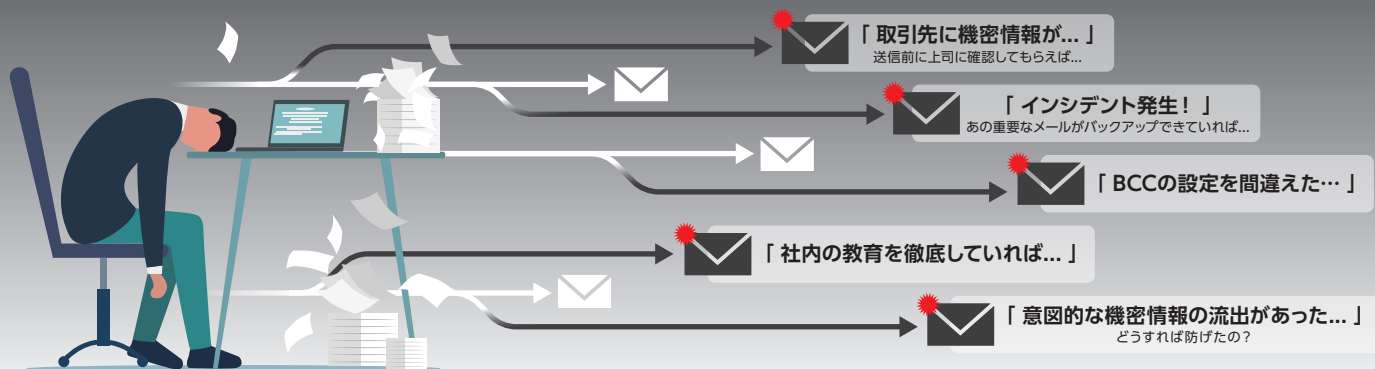 「 取引先に機密情報が... 」
送信前に上司に確認してもらえば...
「 インシデント発生！ 」
あの重要なメールがバックアップできていれば...
「 BCCの設定を間違えた… 」
「 社内の教育を徹底していれば... 」
「 意図的な機密情報の流出があった... 」
どうすれば防げたの？